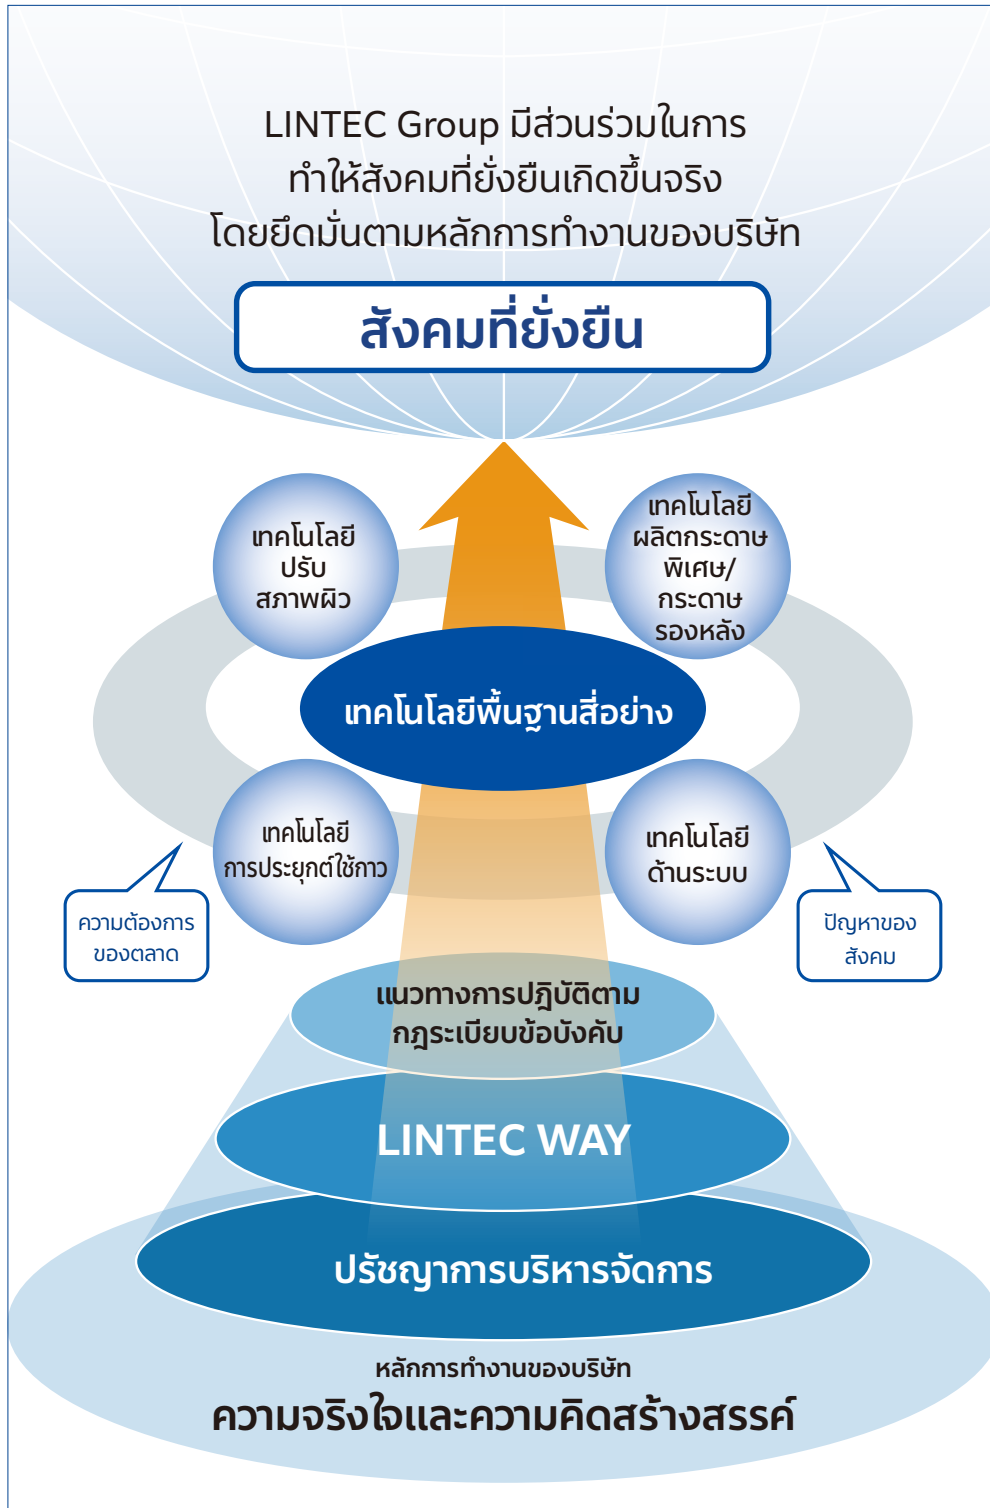 LINTEC Group มีส่วนร่วมในการ
ทำให้สังคมที่ยั่งยืนเกิดขึ้นจริง
โดยยึดมั่นตามหลักการทำงานของบริษัท
สังคมที่ยั่งยืน
เทคโนโลยี
ปรับ
สภาพผิว
เทคโนโลยี
ผลิตกระดาษ
พิเศษ/
กระดาษ
รองหลัง
เทคโนโลยีพื้นฐานสี่อย่าง
เทคโนโลยี
การประยุกต์ใช้กาว
เทคโนโลยี
ด้านระบบ
ความต้องการ
ของตลาด
ปัญหาของ
สังคม
แนวทางการปฎิบัติตาม
กฎระเบียบข้อบังคับ
LINTEC WAY
ปรัชญาการบริหารจัดการ
หลักการทำงานของบริษัท
ความจริงใจและความคิดสร้างสรรค์